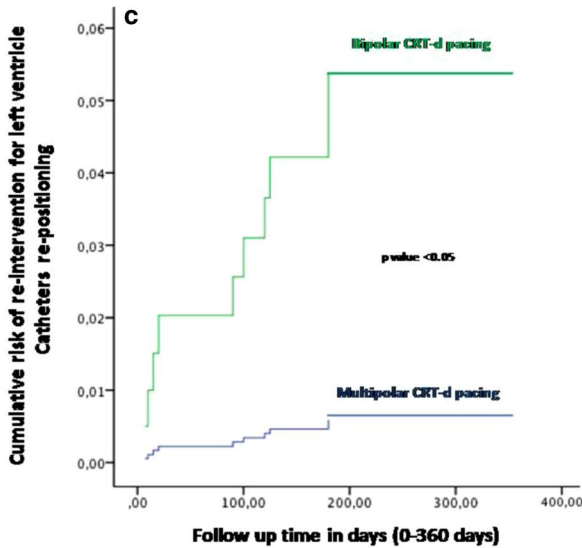 c
Cumulative risk of re-intervention for left ventricle
Catheters re-positioning
0,06
0,05
0,04
0,03
0,02
0,01
0,00
Bipolar CRT-d pacing
p value <0.05
Multipolar CRT-d pacing
,00
100,00
200,00
300,00
400,00
Follow up time in days (0-360 days)